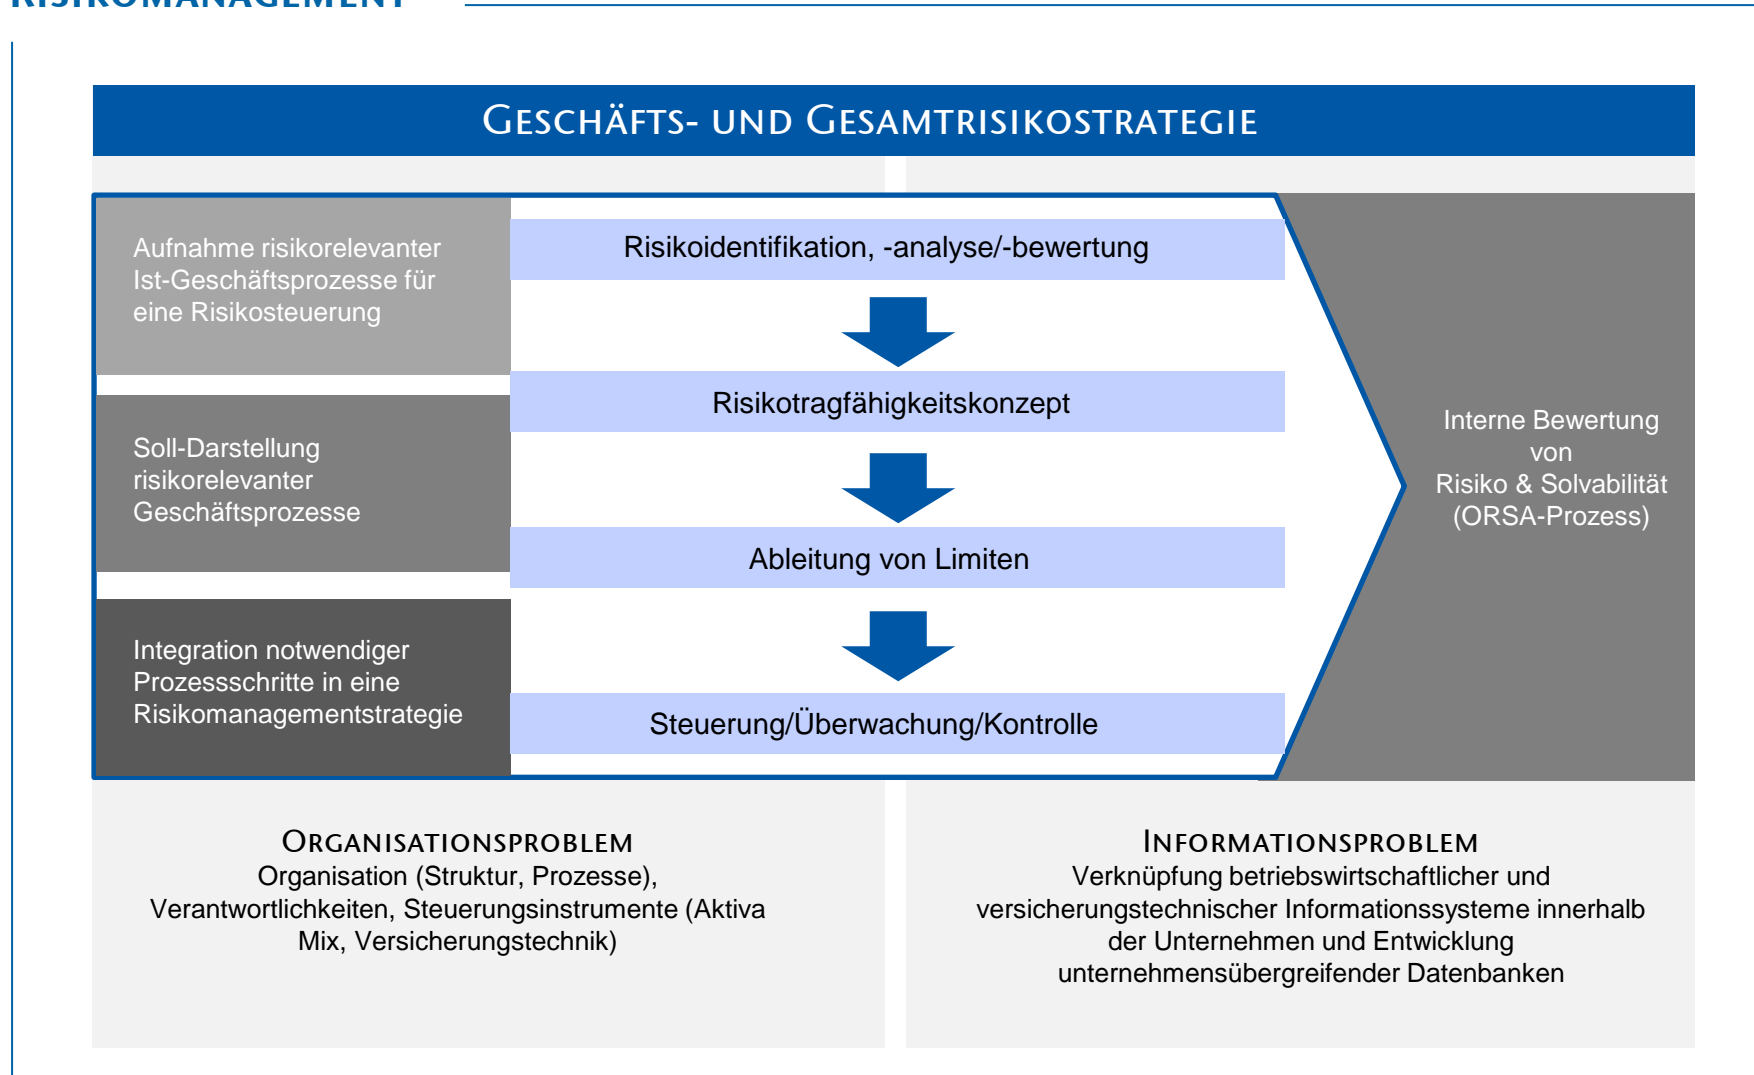 RISIKOMANAGEMENT
GESCHÄFTS- UND GESAMTRISIKOSTRATEGIE
Aufnahme risikorelevanter
Ist-Geschäftsprozesse für
eine Risikosteuerung
Soll-Darstellung
risikorelevanter
Geschäftsprozesse
Integration notwendiger
Prozessschritte in eine
Risikomanagementstrategie
Risikoidentifikation, -analyse/-bewertung
Risikotragfähigkeitskonzept
Ableitung von Limiten
Steuerung/Überwachung/Kontrolle
Interne Bewertung
von
Risiko & Solvabilität
(ORSA-Prozess)
ORGANISATIONSPROBLEM
Organisation (Struktur, Prozesse),
Verantwortlichkeiten, Steuerungsinstrumente (Aktiva
Mix, Versicherungstechnik)
INFORMATIONSPROBLEM
Verknüpfung betriebswirtschaftlicher und
versicherungstechnischer Informationssysteme innerhalb
der Unternehmen und Entwicklung
unternehmensübergreifender Datenbanken